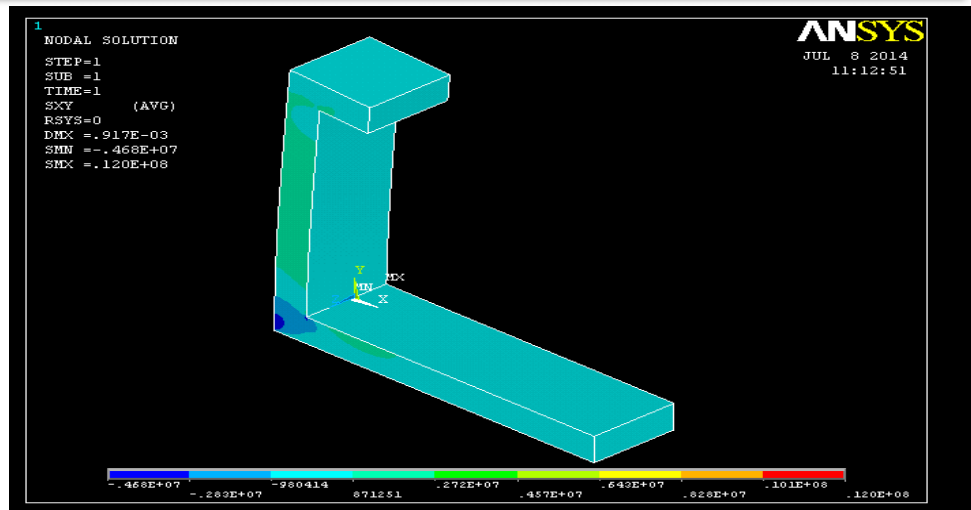 1
ANSYS
NODAL SOLUTION
JUL 8 2014
11:12:51
STEP=1
SUB =1
TIME=1
SXY (AVG)
RSYS=0
DMX =.917E-03
SMN =-.468E+07
SMX =.120E+08
Y
MX
MN
X
-.468E+07 -980414 .272E+07 .643E+07 .101E+08
-.283E+07 871251 .457E+07 .828E+07 .120E+08